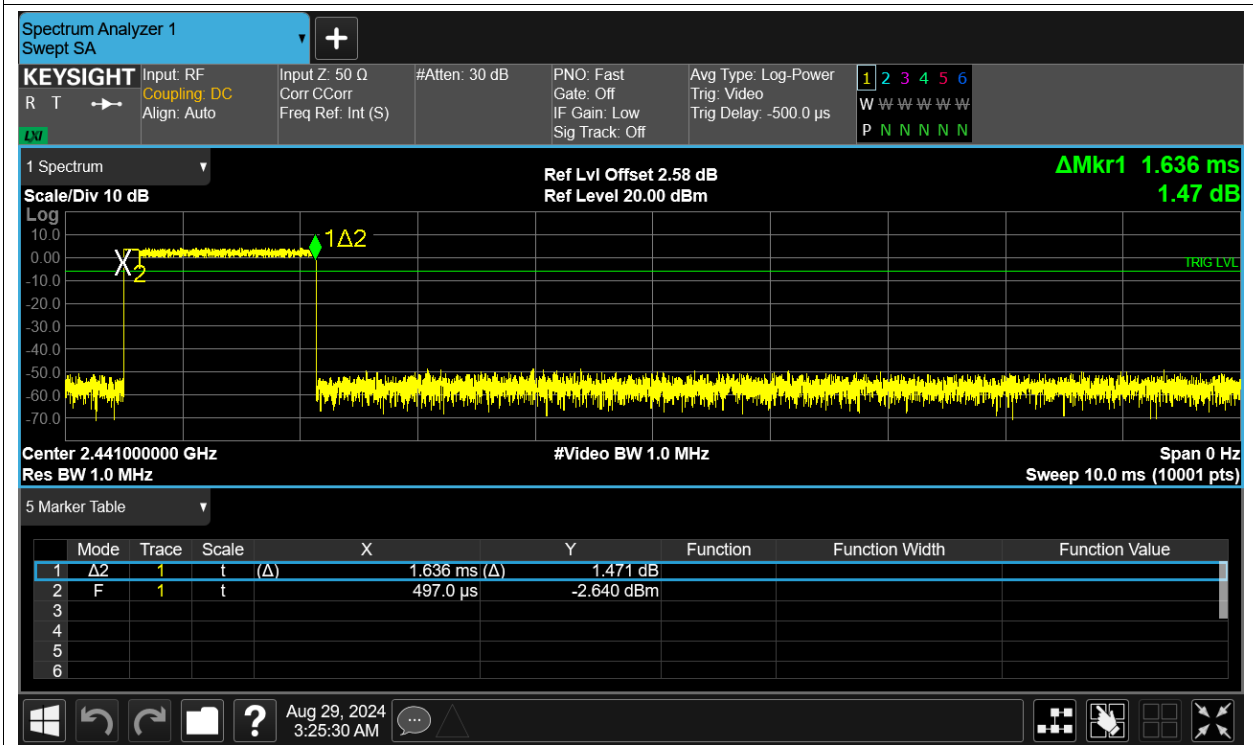 Spectrum Analyzer 1
Swept SA
KEYSIGHT
R T
LXI
Input: RF
Coupling: DC
Align: Auto
Input Z: 50 Ω
Corr CCorr
Freq Ref: Int (S)
#Atten: 30 dB
PNO: Fast
Gate: Off
IF Gain: Low
Sig Track: Off
Avg Type: Log-Power
Trig: Video
Trig Delay: -500.0 µs
1 2 3 4 5 6
W W W W W W
P N N N N N
1 Spectrum
Scale/Div 10 dB
Ref Lvl Offset 2.58 dB
Ref Level 20.00 dBm
ΔMkr1 1.636 ms
1.47 dB
Log
10.0
0.00
-10.0
-20.0
-30.0
-40.0
-50.0
-60.0
-70.0
X
2
1Δ2
TRIG LVL
Center 2.441000000 GHz
#Video BW 1.0 MHz
Span 0 Hz
Res BW 1.0 MHz
Sweep 10.0 ms (10001 pts)
5 Marker Table
Mode Trace Scale X Y Function Function Width Function Value
1 Δ2 1 t (Δ) 1.636 ms (Δ) 1.471 dB
2 F 1 t 497.0 µs -2.640 dBm
3
4
5
6
?
Aug 29, 2024
3:25:30 AM